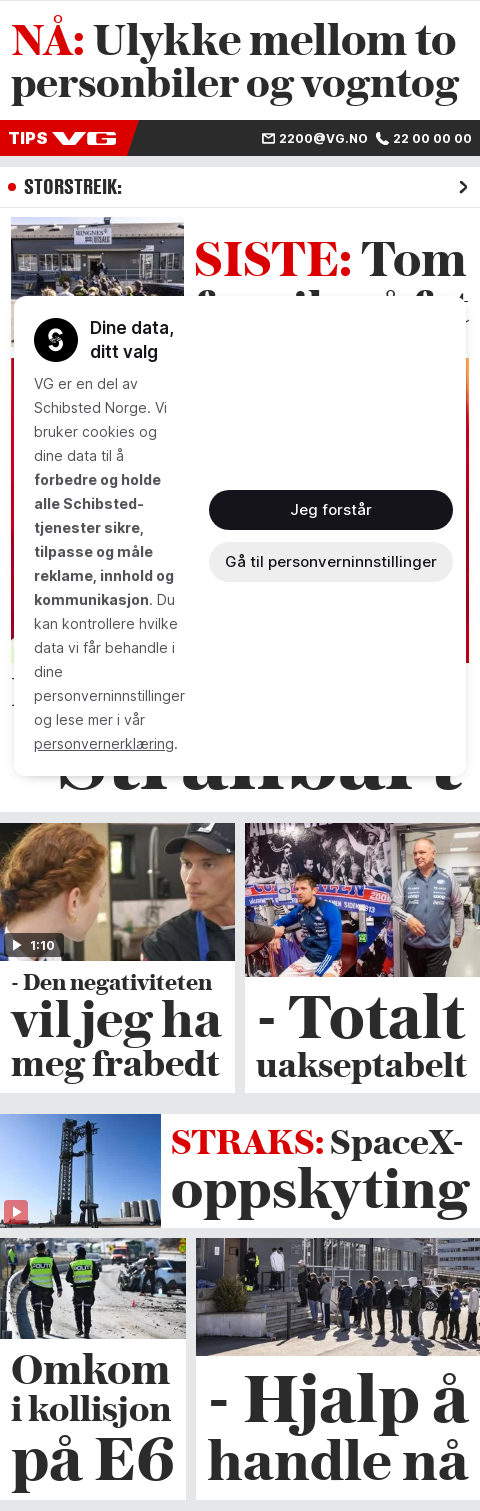 NÅ: Ulykke mellom to
personbiler og vogntog
TIPS VG
2200@VG.NO 22 00 00 00
STORSTREIK:
RINGNES
UTSALG
SISTE: Tom
Dine data,
ditt valg
VG er en del av
Schibsted Norge. Vi
bruker cookies og
dine data til å
forbedre og holde
alle Schibsted-
tjenester sikre,
tilpasse og måle
reklame, innhold og
kommunikasjon. Du
kan kontrollere hvilke
data vi får behandle i
dine
personverninnstillinger
og lese mer i vår
personvernerklæring.
Jeg forstår
Gå til personverninnstillinger
1:10
- Den negativiteten
vil jeg ha
meg frabedt
- Totalt
uakseptabelt
STRAKS: SpaceX-
oppskyting
POLITI
POLITI
Omkom
i kollisjon
på E6
- Hjalp å
handle nå